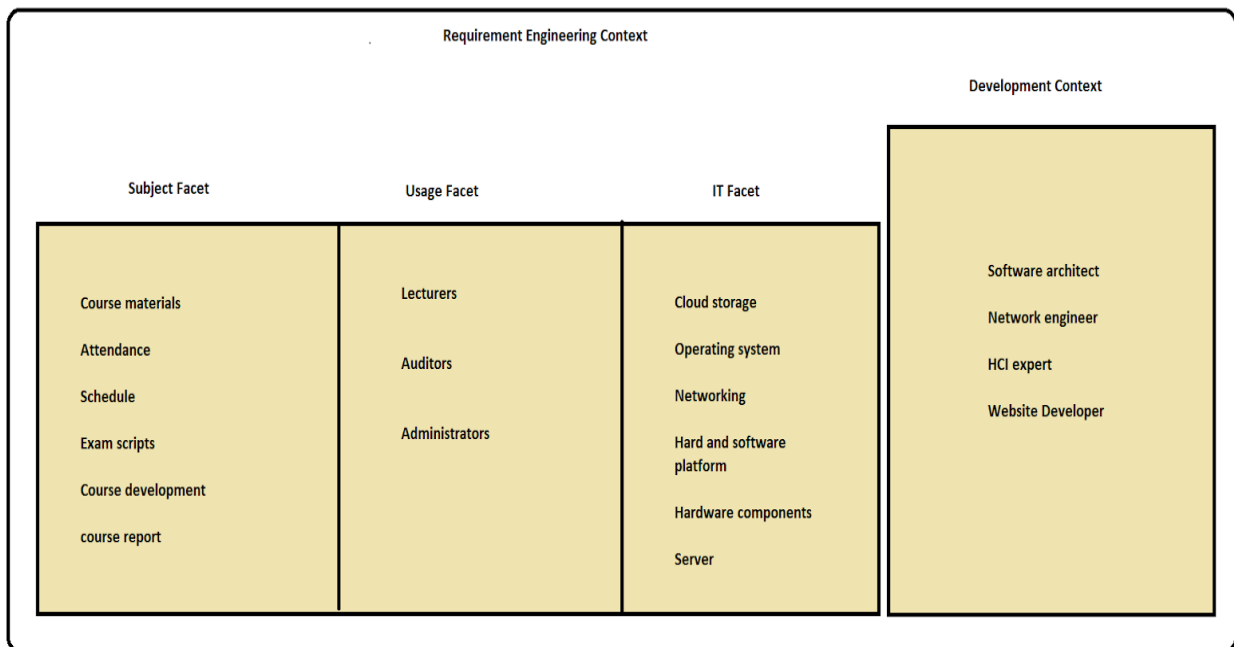 Requirement Engineering Context
Development Context
Subject Facet
Usage Facet
IT Facet
Course materials
Attendance
Schedule
Exam scripts
Course development
course report
Lecturers
Auditors
Administrators
Cloud storage
Operating system
Networking
Hard and software
platform
Hardware components
Server
Software architect
Network engineer
HCI expert
Website Developer